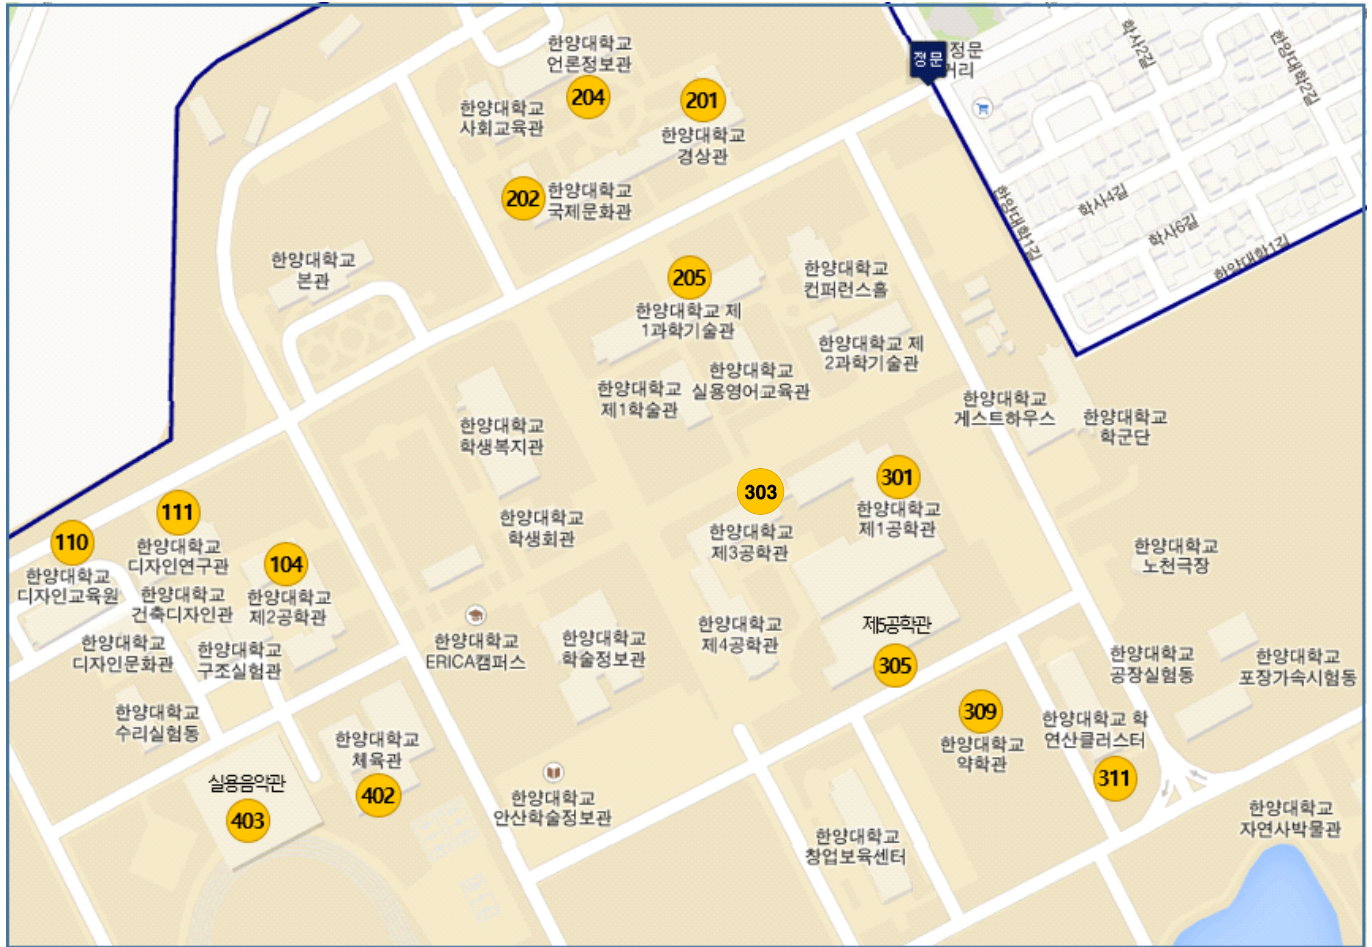 한양대학교
언론정보관
204
한양대학교
사회교육관
201
한양대학교
경상관
202
한양대학교
국제문화관
정문
정문
거리
학사2길
한양대학2길
한양대학1길
학사4길
학사6길
한양대학1길
한양대학교
본관
205
한양대학교 제
1과학기술관
한양대학교
컨퍼런스홀
한양대학교 제
2과학기술관
한양대학교
실용영어교육관
한양대학교
제1학술관
한양대학교
게스트하우스
한양대학교
학군단
한양대학교
학생복지관
303
한양대학교
제3공학관
301
한양대학교
제1공학관
한양대학교
학생회관
110
한양대학교
디자인교육원
111
한양대학교
디자인연구관
104
한양대학교
제2공학관
한양대학교
건축디자인관
한양대학교
노천극장
한양대학교
디자인문화관
한양대학교
구조실험관
한양대학교
ERICA캠퍼스
한양대학교
학술정보관
한양대학교
제4공학관
제5공학관
305
한양대학교
공장실험동
한양대학교
포장가속시험동
한양대학교
수리실험동
한양대학교
체육관
402
309
한양대학교
약학관
한양대학교 학
연산클러스터
311
실용음악관
403
한양대학교
안산학술정보관
한양대학교
창업보육센터
한양대학교
자연사박물관